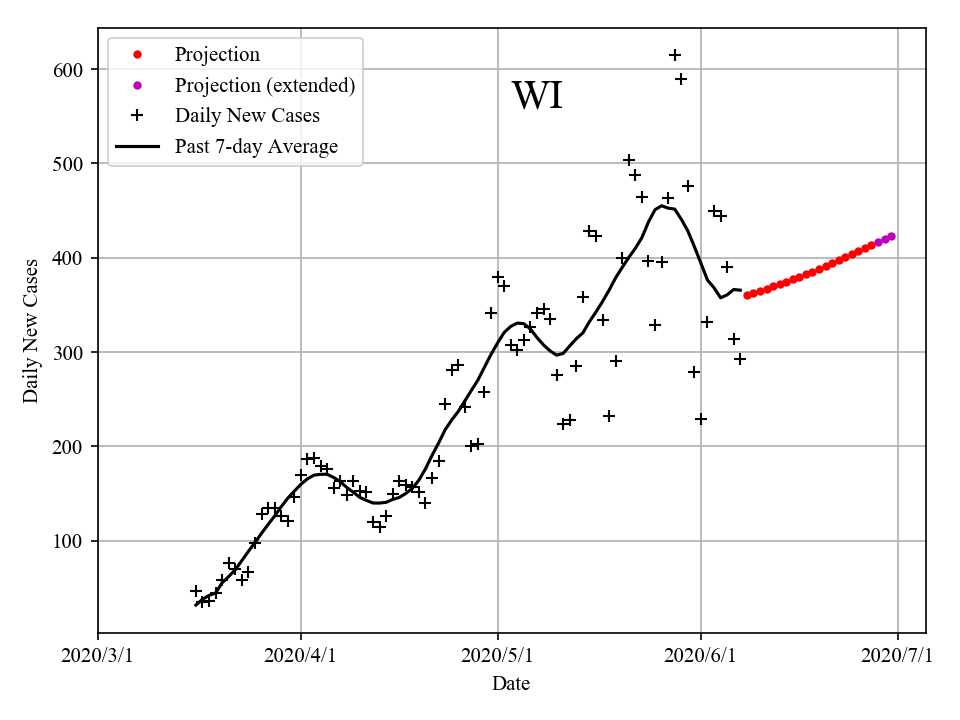 Projection
Projection (extended)
Daily New Cases
Past 7-day Average
WI
600
500
400
300
200
100
Daily New Cases
2020/3/1 2020/4/1 2020/5/1 2020/6/1 2020/7/1
Date